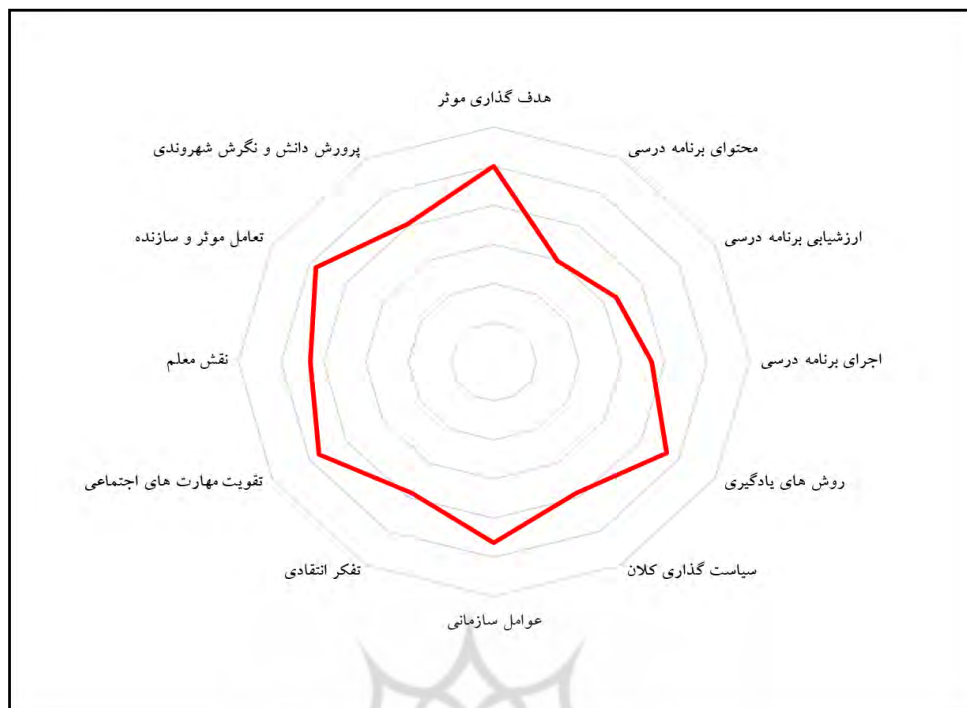 هدف گذاری موثر
محتوای برنامه درسی
پرورش دانش و نگرش شهروندی
ارزشیابی برنامه درسی
تعامل موثر و سازنده
اجرای برنامه درسی
نقش معلم
روش های یادگیری
تقویت مهارت های اجتماعی
سیاست گذاری کلان
تفکر انتقادی
عوامل سازمانی